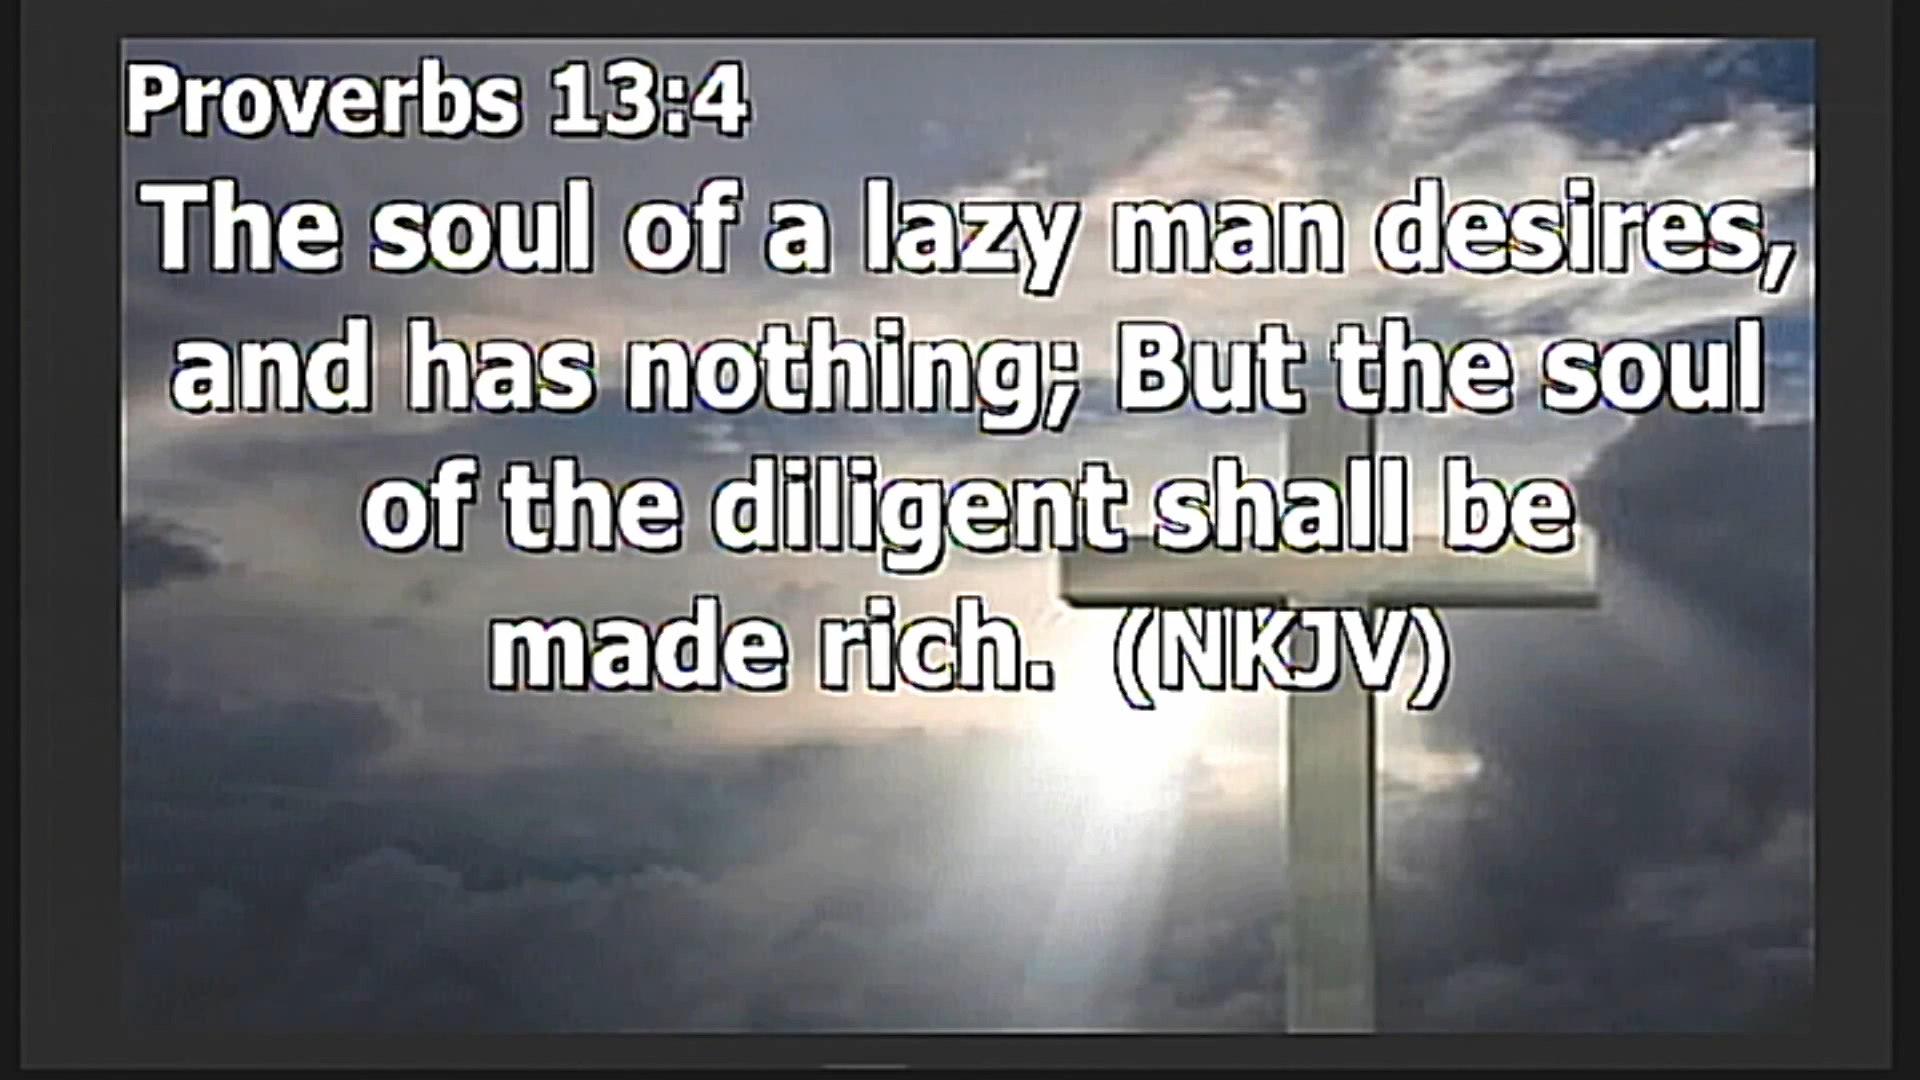 Proverbs 13:4
The soul of a lazy man desires,
and has nothing; But the soul
of the diligent shall be
made rich.  (NKJV)